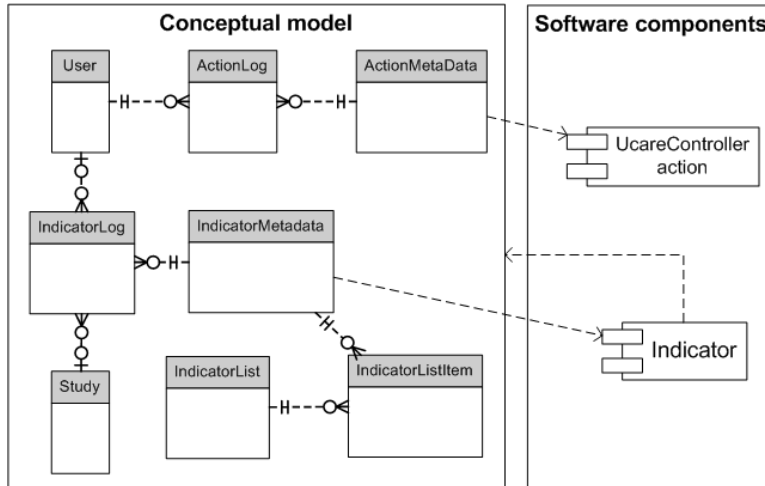 Conceptual model
Software components
User
ActionLog
ActionMetaData
UcareController
action
IndicatorLog
IndicatorMetadata
Indicator
Study
IndicatorList
IndicatorListItem